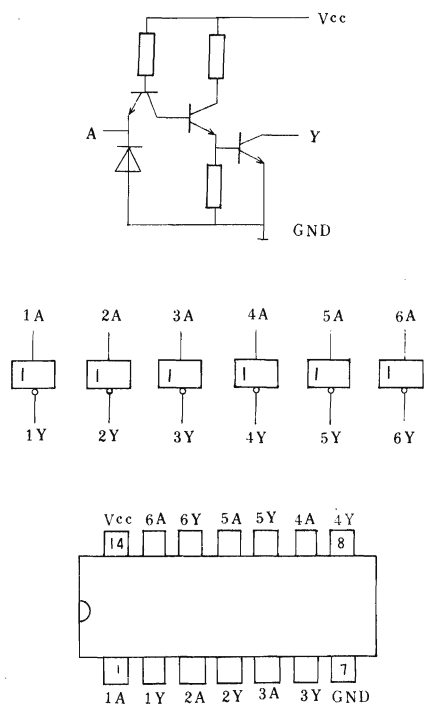 Vcc
A Y
GND
1A 2A 3A 4A 5A 6A
1 1 1 1 1 1
1Y 2Y 3Y 4Y 5Y 6Y
Vcc 6A 6Y 5A 5Y 4A 4Y
14 8
1 7
1A 1Y 2A 2Y 3A 3Y GND